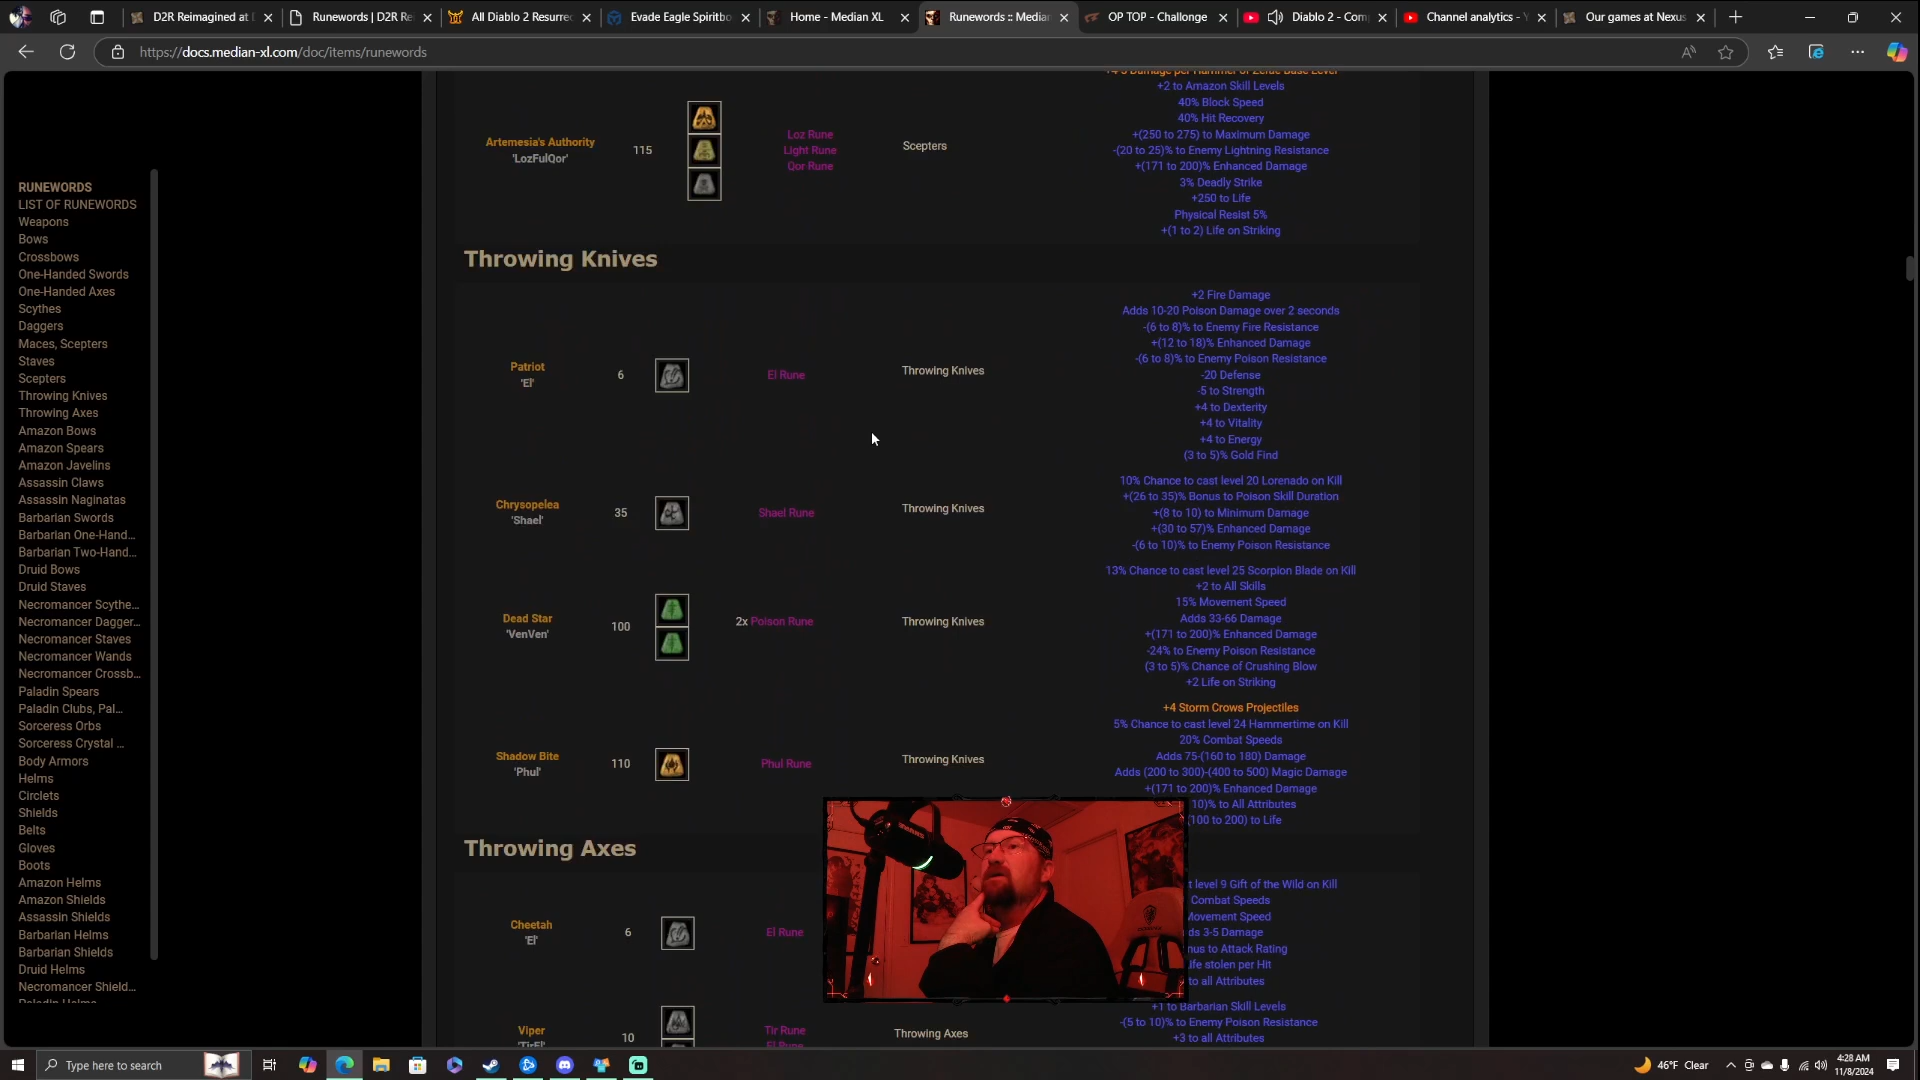 D2R Reimagined at
Runewords | D2R Re
All Diablo 2 Resurrec
Evade Eagle Spiritbo
Home - Median XL
Runewords :: Median
OP TOP - Challonge
Diablo 2 - Com
Channel analytics - Y
Our games at Nexus
https://docs.median-xl.com/doc/items/runewords
RUNEWORDS
LIST OF RUNEWORDS
Weapons
Bows
Crossbows
One-Handed Swords
One-Handed Axes
Scythes
Daggers
Maces, Scepters
Staves
Scepters
Throwing Knives
Throwing Axes
Amazon Bows
Amazon Spears
Amazon Javelins
Assassin Claws
Assassin Naginatas
Barbarian Swords
Barbarian One-Hand...
Barbarian Two-Hand...
Druid Bows
Druid Staves
Necromancer Scythe...
Necromancer Dagger...
Necromancer Staves
Necromancer Wands
Necromancer Crossb...
Paladin Spears
Paladin Clubs, Pal...
Sorceress Orbs
Sorceress Crystal ...
Body Armors
Helms
Circlets
Shields
Belts
Gloves
Boots
Amazon Helms
Amazon Shields
Assassin Shields
Barbarian Helms
Barbarian Shields
Druid Helms
Necromancer Shield...
Paladin Helms
Artemesia's Authority
'LozFulQor'
115
Loz Rune
Light Rune
Qor Rune
Scepters
Damage per Hammer of Zerae Base Level
+2 to Amazon Skill Levels
40% Block Speed
40% Hit Recovery
+(250 to 275) to Maximum Damage
-(20 to 25)% to Enemy Lightning Resistance
+(171 to 200)% Enhanced Damage
3% Deadly Strike
+250 to Life
Physical Resist 5%
+(1 to 2) Life on Striking
Throwing Knives
Patriot
'El'
6
El Rune
Throwing Knives
+2 Fire Damage
Adds 10-20 Poison Damage over 2 seconds
-(6 to 8)% to Enemy Fire Resistance
+(12 to 18)% Enhanced Damage
-(6 to 8)% to Enemy Poison Resistance
-20 Defense
-5 to Strength
+4 to Dexterity
+4 to Vitality
+4 to Energy
(3 to 5)% Gold Find
Chrysopelea
'Shael'
35
Shael Rune
Throwing Knives
10% Chance to cast level 20 Lorenado on Kill
+(26 to 35)% Bonus to Poison Skill Duration
+(8 to 10) to Minimum Damage
+(30 to 57)% Enhanced Damage
-(6 to 10)% to Enemy Poison Resistance
Dead Star
'VenVen'
100
2x Poison Rune
Throwing Knives
13% Chance to cast level 25 Scorpion Blade on Kill
+2 to All Skills
15% Movement Speed
Adds 33-66 Damage
+(171 to 200)% Enhanced Damage
-24% to Enemy Poison Resistance
(3 to 5)% Chance of Crushing Blow
+2 Life on Striking
Shadow Bite
'Phul'
110
Phul Rune
Throwing Knives
+4 Storm Crows Projectiles
5% Chance to cast level 24 Hammertime on Kill
20% Combat Speeds
Adds 75-(160 to 180) Damage
Adds (200 to 300)-(400 to 500) Magic Damage
+(171 to 200)% Enhanced Damage
10)% to All Attributes
(100 to 200) to Life
Throwing Axes
Cheetah
'El'
6
El Rune
t level 9 Gift of the Wild on Kill
Combat Speeds
Movement Speed
ds 3-5 Damage
nus to Attack Rating
ife stolen per Hit
to all Attributes
Viper
'TirEl'
10
Tir Rune
El Rune
Throwing Axes
+1 to Barbarian Skill Levels
-(5 to 10)% to Enemy Poison Resistance
+3 to all Attributes
Type here to search
46°F Clear
4:28 AM
11/8/2024